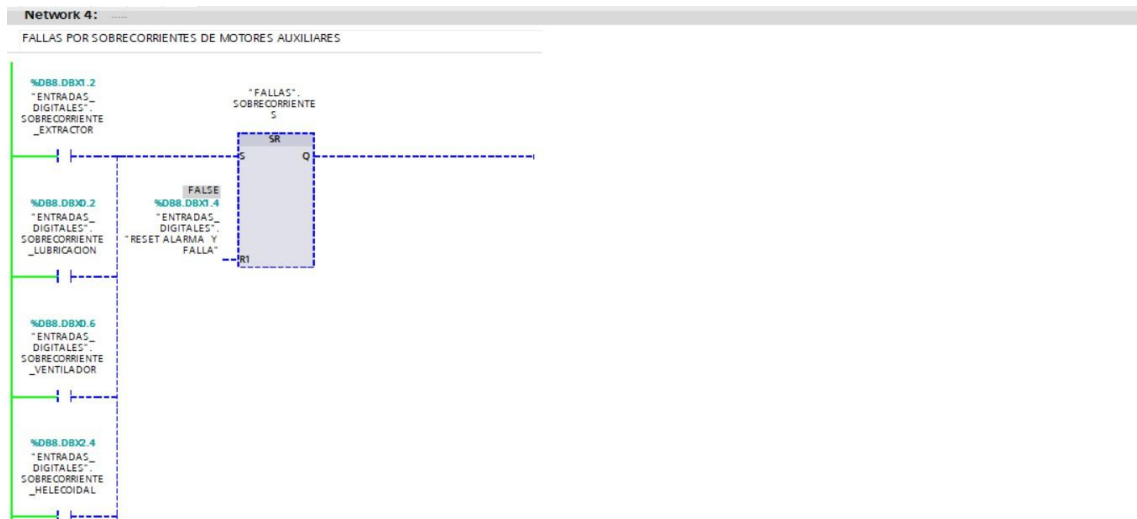 Network 4: .....
FALLAS POR SOBRECORRIENTES DE MOTORES AUXILIARES
%DB8.DBX1.2
"ENTRADAS_
DIGITALES".
SOBRECORRIENTE
_EXTRACTOR
"FALLAS".
SOBRECORRIENTE
S
SR
S
Q
FALSE
%DB8.DBX1.4
"ENTRADAS_
DIGITALES".
"RESET ALARMA Y
FALLA"
R1
%DB8.DBX0.2
"ENTRADAS_
DIGITALES".
SOBRECORRIENTE
_LUBRICACION
%DB8.DBX0.6
"ENTRADAS_
DIGITALES".
SOBRECORRIENTE
_VENTILADOR
%DB8.DBX2.4
"ENTRADAS_
DIGITALES".
SOBRECORRIENTE
_HELECOIDAL